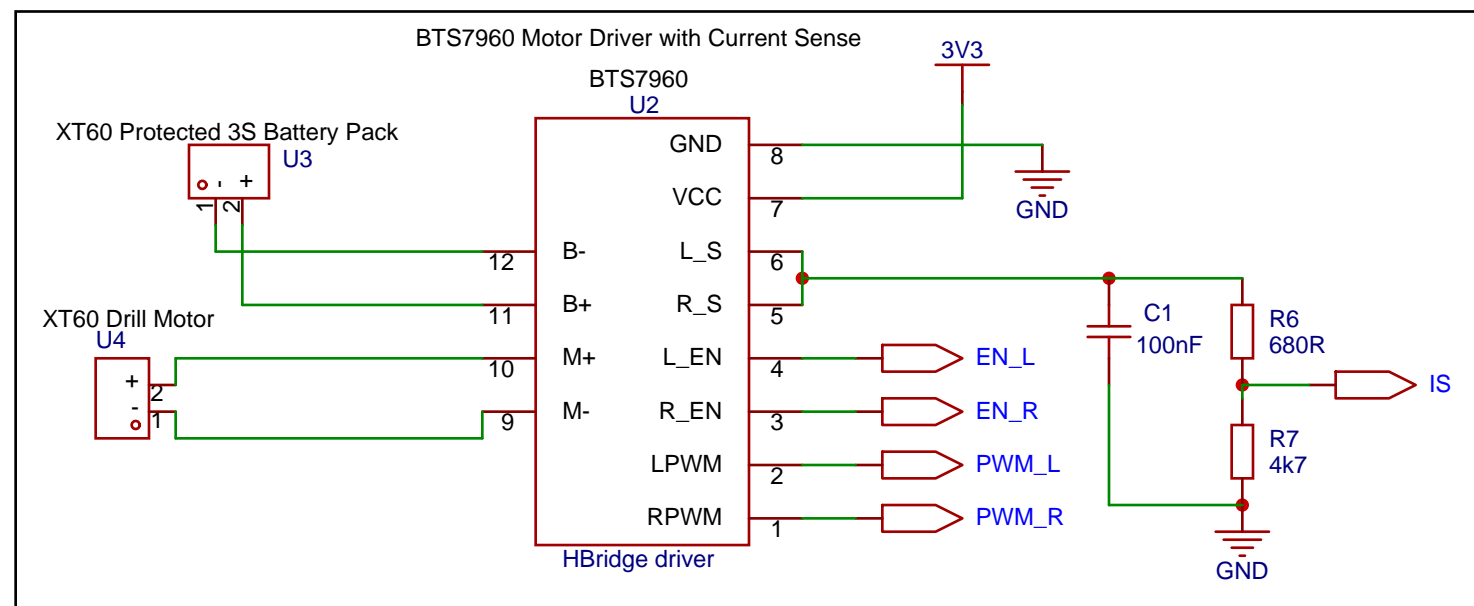 BTS7960 Motor Driver with Current Sense
3V3
BTS7960
U2
XT60 Protected 3S Battery Pack
U3
- +
1 2
GND 8
VCC 7
GND
B- 12
L_S 6
B+ 11
R_S 5
C1
100nF
R6
680R
XT60 Drill Motor
U4
+ 2
- 1
M+ 10
L_EN 4
EN_L
IS
M- 9
R_EN 3
EN_R
R7
4k7
LPWM 2
PWM_L
RPWM 1
PWM_R
HBridge driver
GND